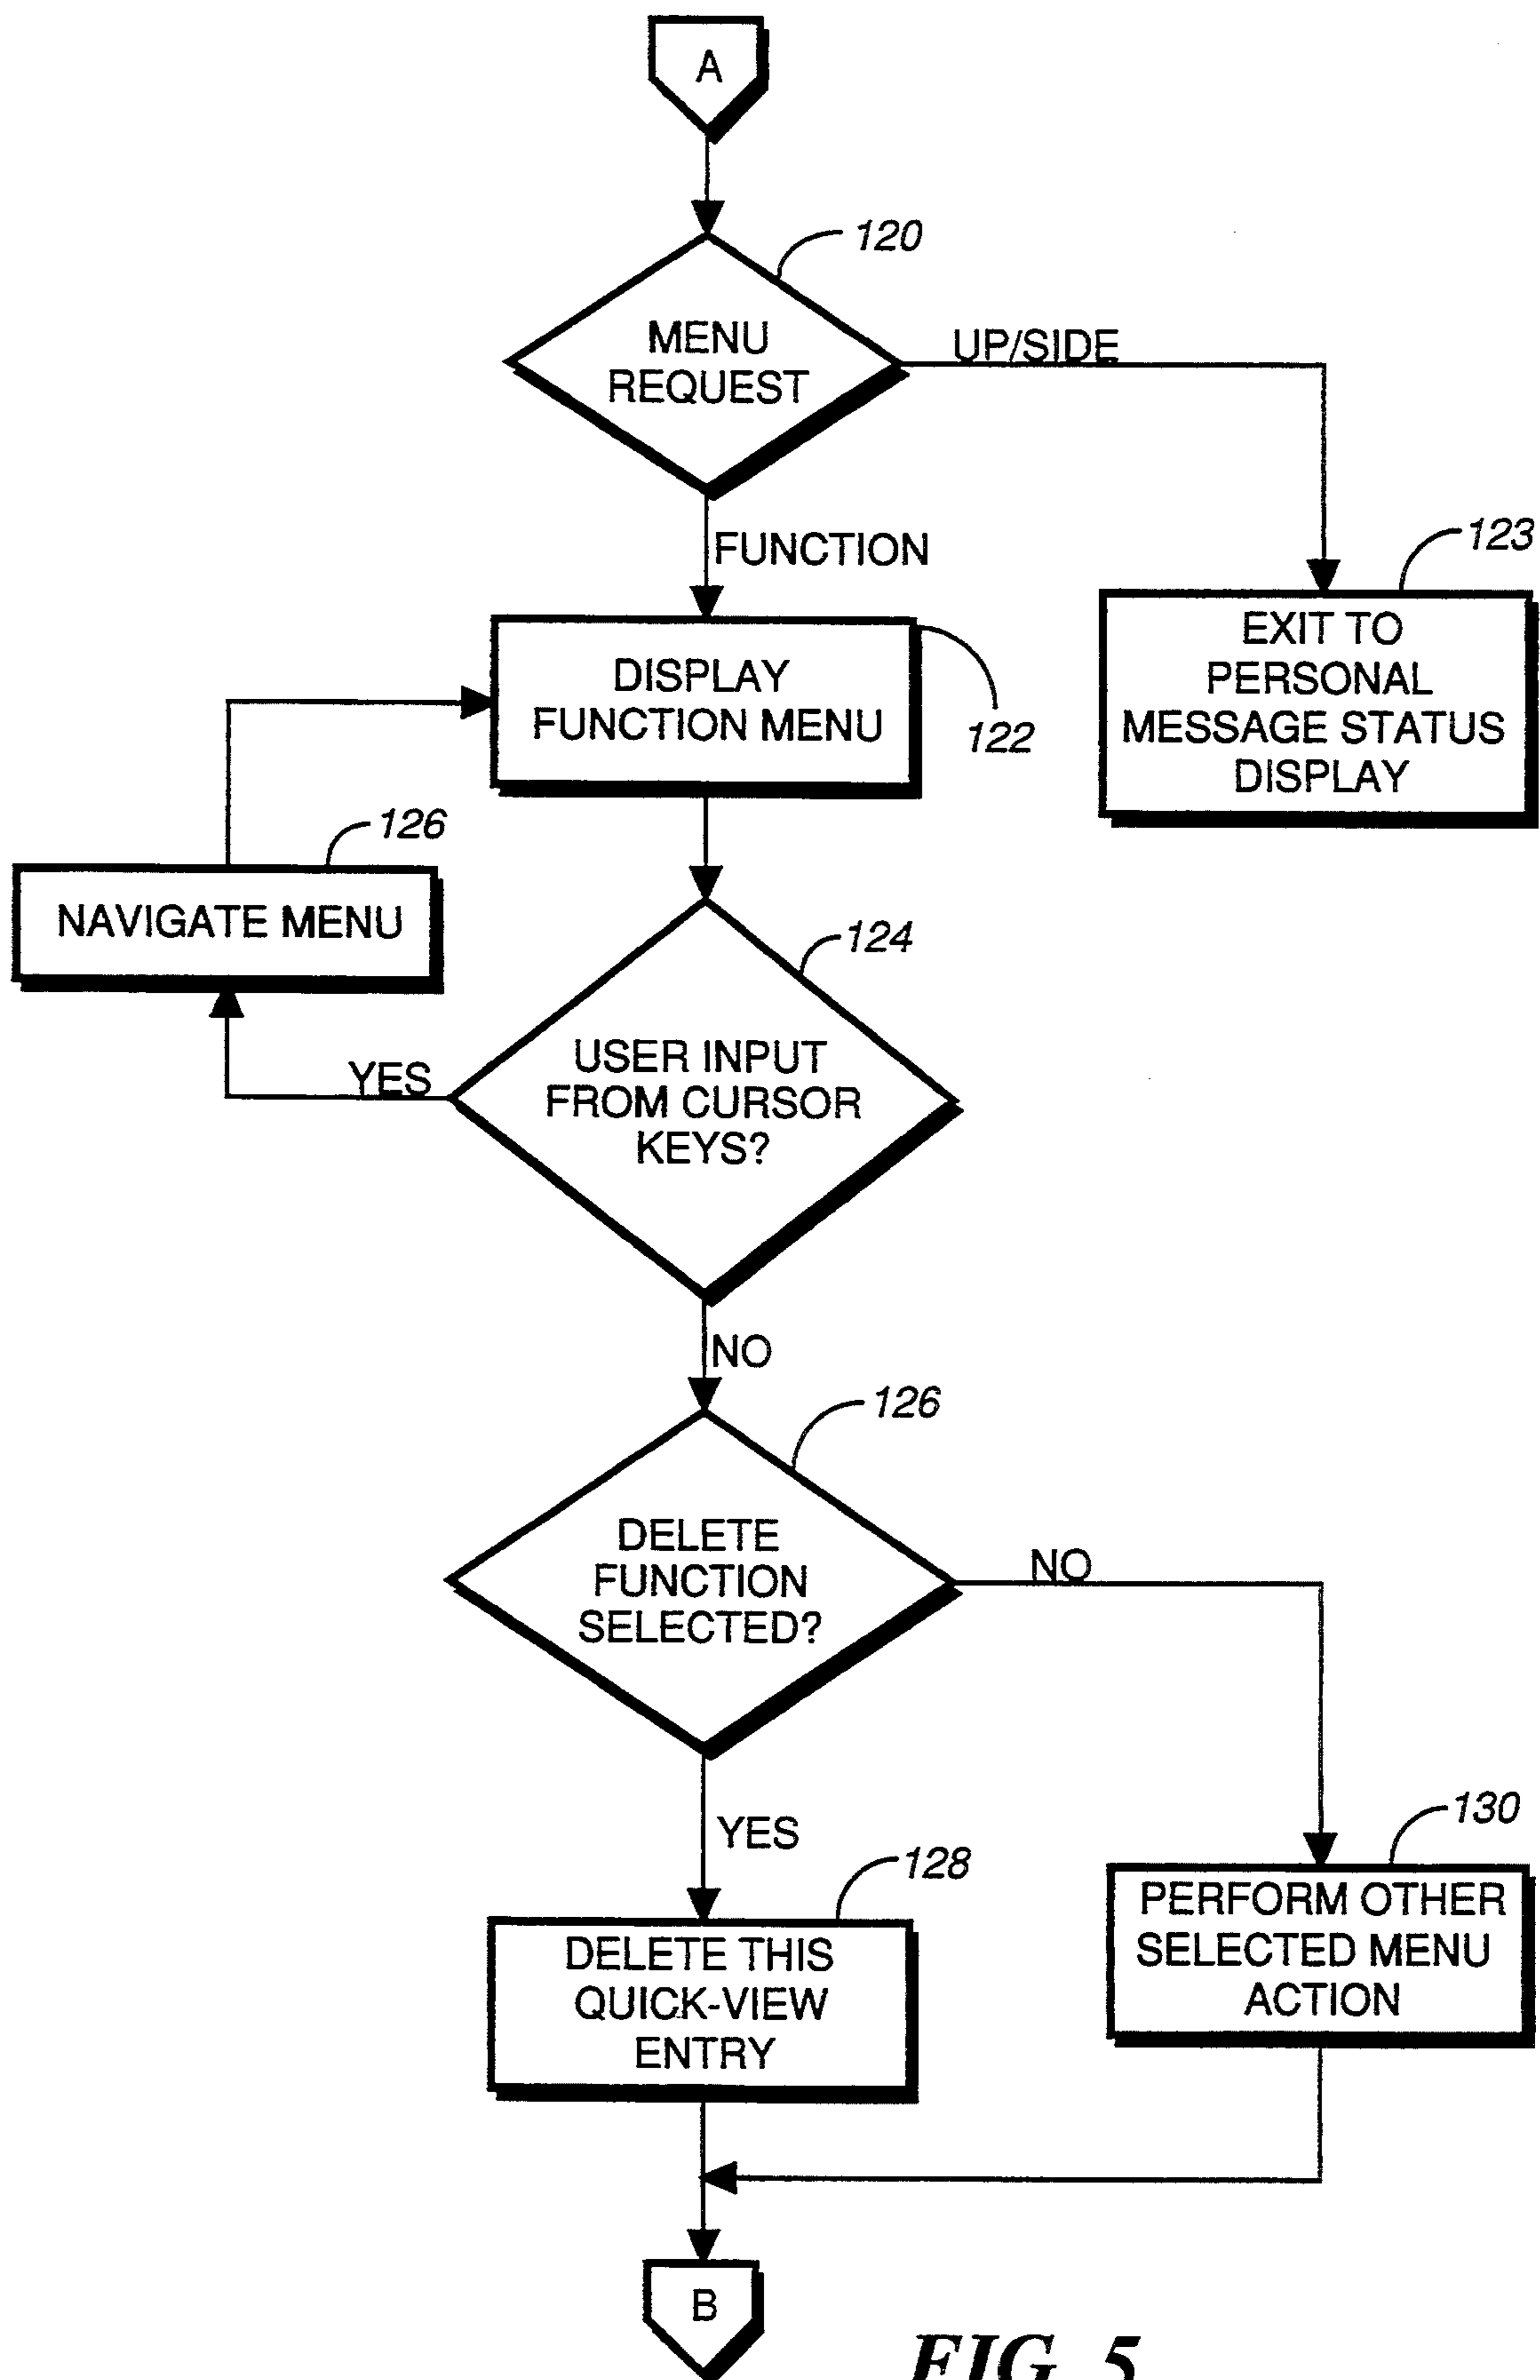 A
120
MENU
REQUEST
UP/SIDE
FUNCTION
123
EXIT TO
PERSONAL
MESSAGE STATUS
DISPLAY
DISPLAY
FUNCTION MENU
122
126
NAVIGATE MENU
124
USER INPUT
FROM CURSOR
KEYS?
YES
NO
126
DELETE
FUNCTION
SELECTED?
NO
YES
128
DELETE THIS
QUICK-VIEW
ENTRY
130
PERFORM OTHER
SELECTED MENU
ACTION
B
FIG. 5